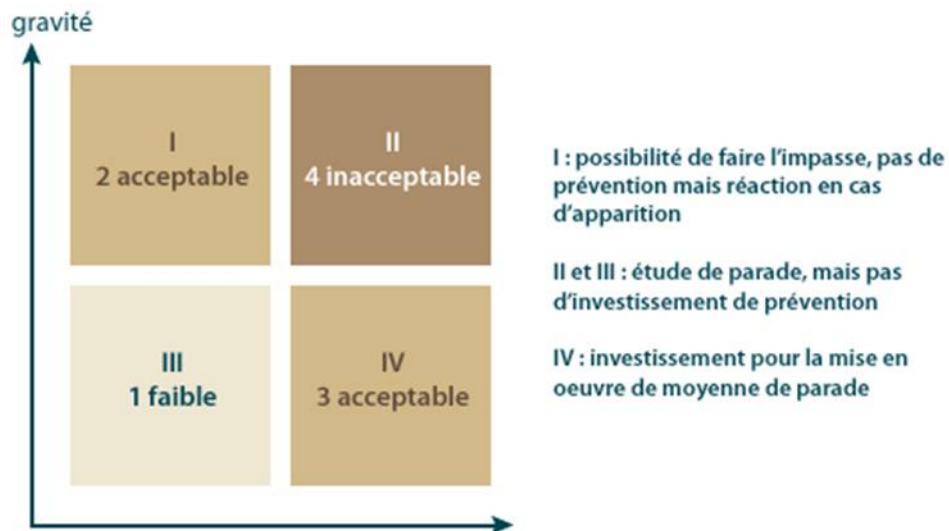 gravité
I
2 acceptable
II
4 inacceptable
III
1 faible
IV
3 acceptable
I : possibilité de faire l'impasse, pas de
prévention mais réaction en cas
d'apparition
II et III : étude de parade, mais pas
d'investissement de prévention
IV : investissement pour la mise en
oeuvre de moyenne de parade